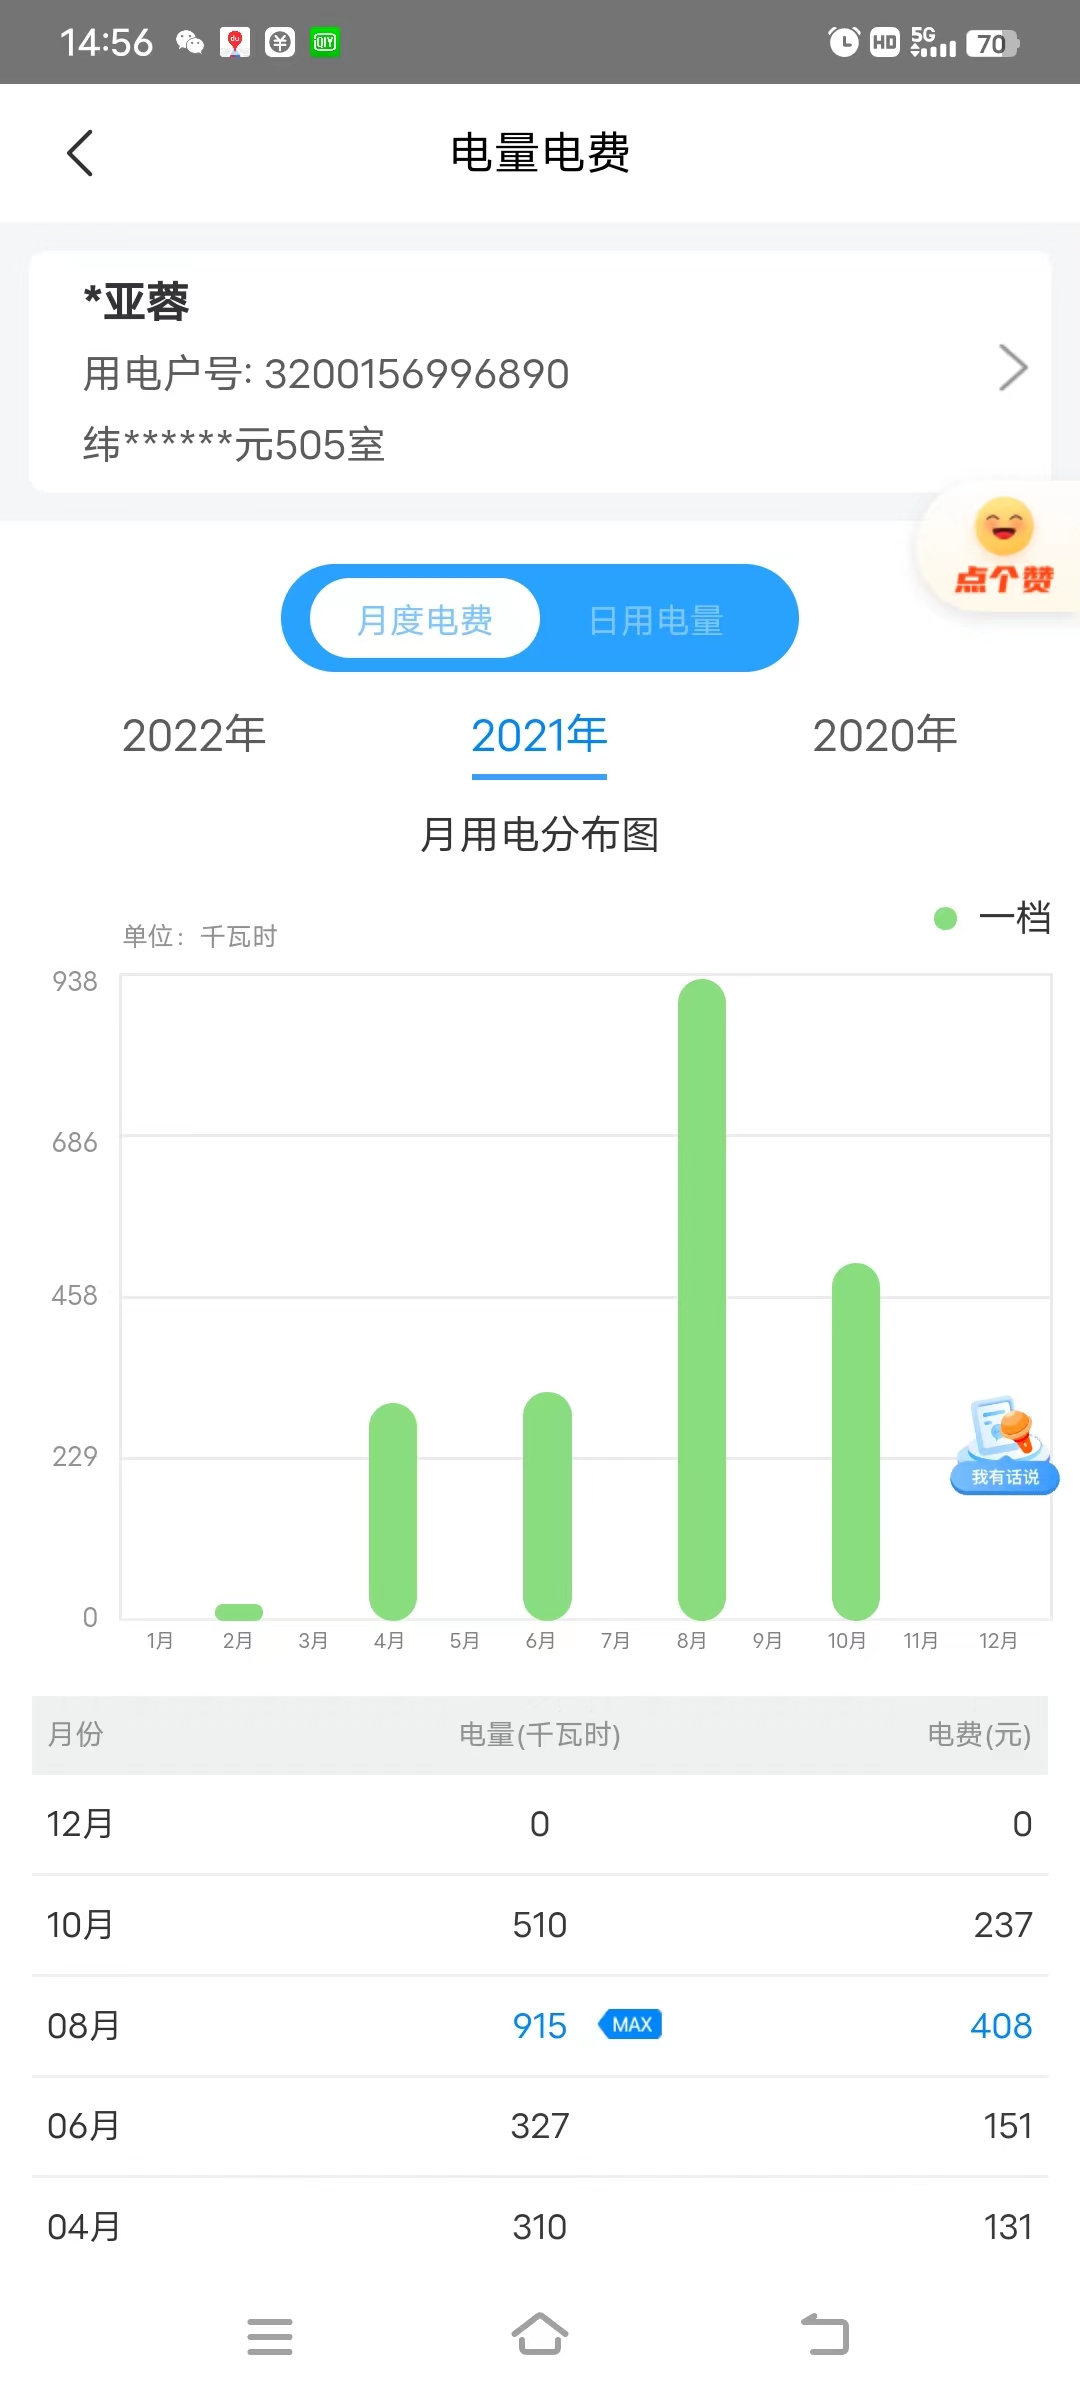 14:56 HD 5G 70
电量电费
*亚蓉
用电户号: 3200156996890
纬******元505室
点个赞
月度电费 日用电量
2022年 2021年 2020年
月用电分布图
单位：千瓦时 一档
938
686
458
229
我有话说
0
1月 2月 3月 4月 5月 6月 7月 8月 9月 10月 11月 12月
月份 电量(千瓦时) 电费(元)
12月 0 0
10月 510 237
08月 915 MAX 408
06月 327 151
04月 310 131